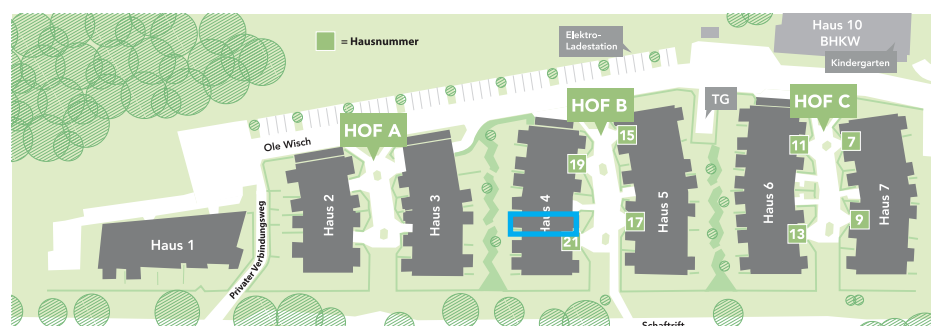 Haus 10
BHKW
Elektro-
Ladestation
= Hausnummer
Kindergarten
TG
HOF C
HOF B
HOF A
15
7
11
Ole Wisch
19
Haus 2
Haus 3
Haus 4
Haus 5
Haus 6
Haus 7
17
9
13
21
Haus 1
Privater Verbindungsweg
Schaftrift